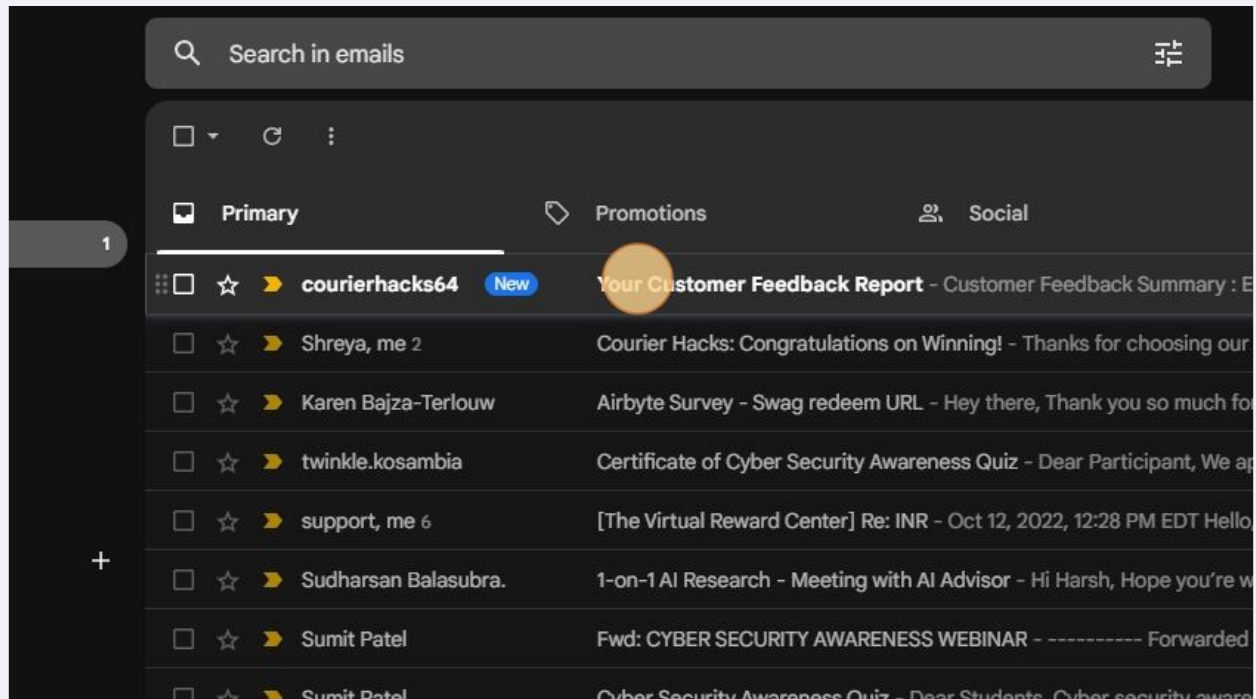 Search in emails
Primary Promotions Social
1
courierhacks64 New Your Customer Feedback Report - Customer Feedback Summary : E
Shreya, me 2 Courier Hacks: Congratulations on Winning! - Thanks for choosing our
Karen Bajza-Terlouw Airbyte Survey - Swag redeem URL - Hey there, Thank you so much fo
twinkle.kosambia Certificate of Cyber Security Awareness Quiz - Dear Participant, We ap
support, me 6 [The Virtual Reward Center] Re: INR - Oct 12, 2022, 12:28 PM EDT Hello,
Sudharsan Balasubra. 1-on-1 AI Research - Meeting with AI Advisor - Hi Harsh, Hope you're w
Sumit Patel Fwd: CYBER SECURITY AWARENESS WEBINAR - ---------- Forwarded
Sumit Patel Cyber Security Awareness Quiz - Dear Students, Cyber security aware